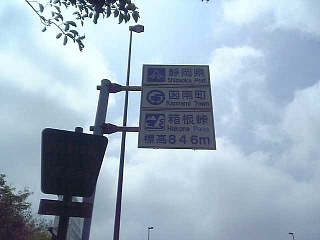 静岡県
Shizuoka Pref.
函南町
Kannami Town
箱根峠
Hakone Pass
標高846m